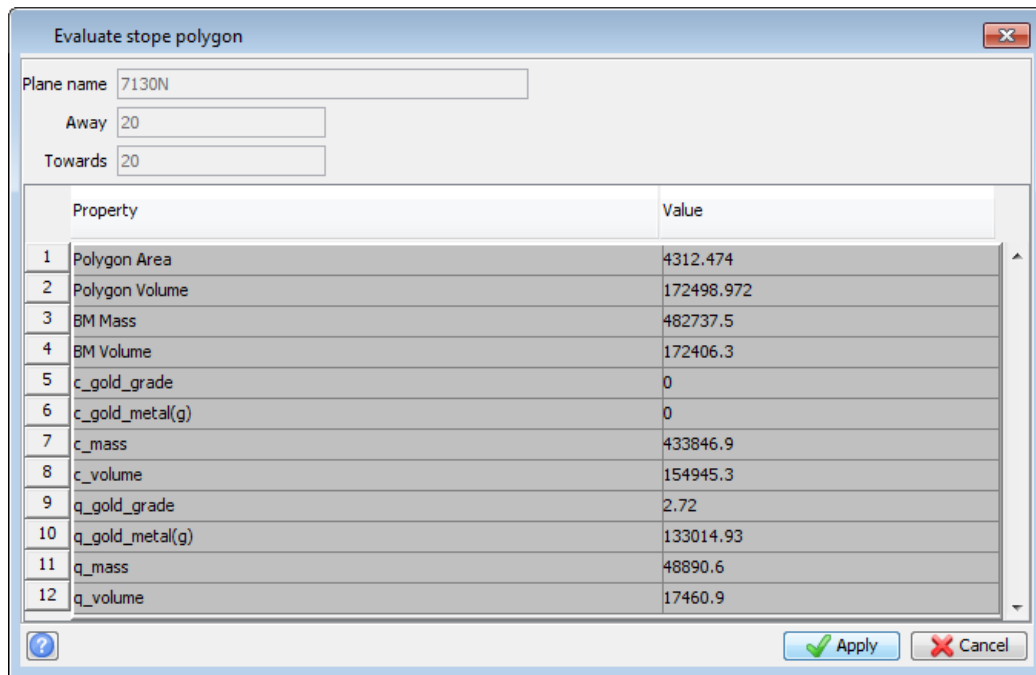 Evaluate stope polygon
Plane name 7130N
Away 20
Towards 20
Property Value
1 Polygon Area 4312.474
2 Polygon Volume 172498.972
3 BM Mass 482737.5
4 BM Volume 172406.3
5 c_gold_grade 0
6 c_gold_metal(g) 0
7 c_mass 433846.9
8 c_volume 154945.3
9 q_gold_grade 2.72
10 q_gold_metal(g) 133014.93
11 q_mass 48890.6
12 q_volume 17460.9
? Apply Cancel